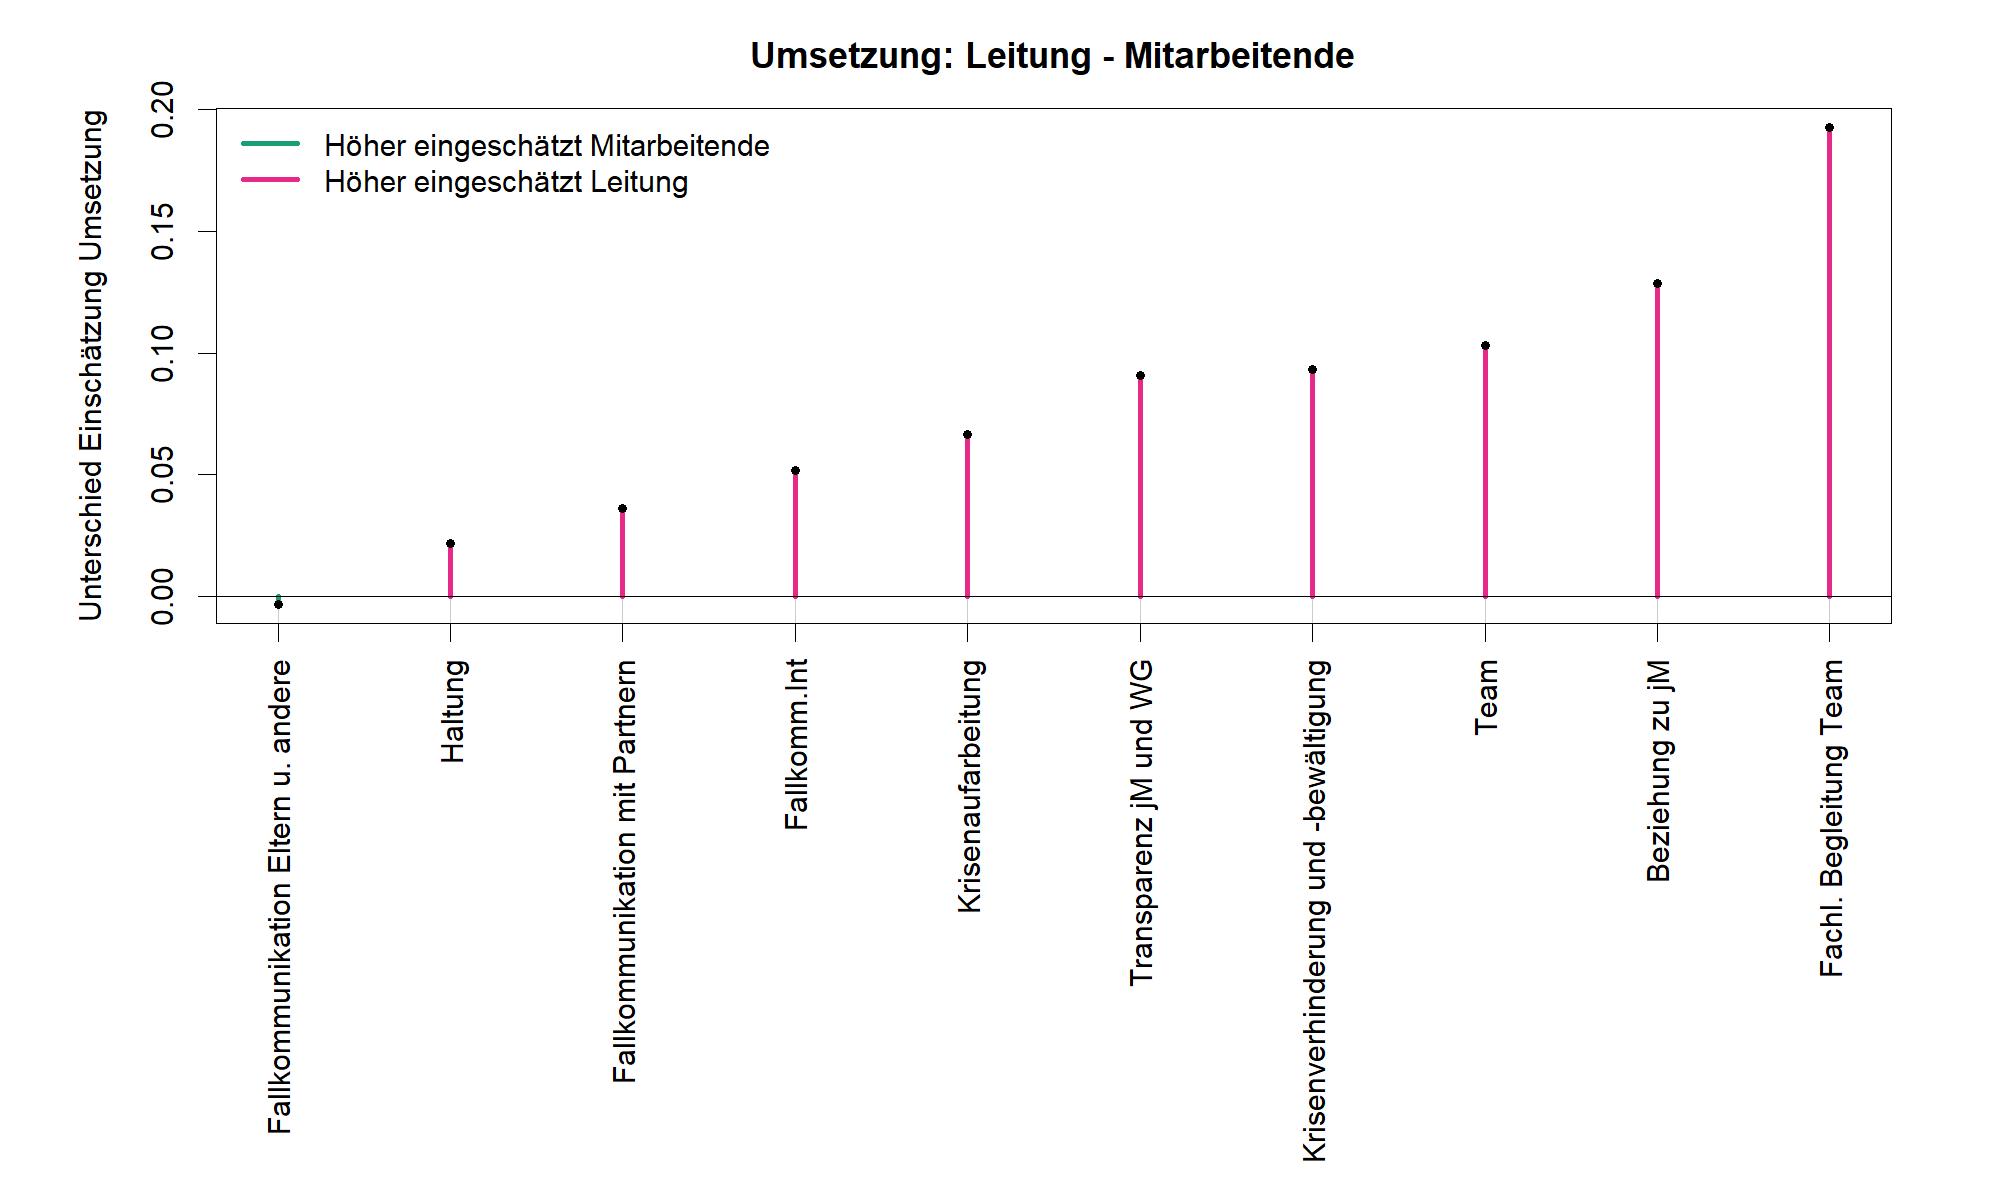 Umsetzung: Leitung - Mitarbeitende
Unterschied Einschätzung Umsetzung
0.20
0.15
0.10
0.05
0.00
Höher eingeschätzt Mitarbeitende
Höher eingeschätzt Leitung
Fallkommunikation Eltern u. andere
Haltung
Fallkommunikation mit Partnern
Fallkomm.Int
Krisenaufarbeitung
Transparenz jM und WG
Krisenverhinderung und -bewältigung
Team
Beziehung zu jM
Fachl. Begleitung Team